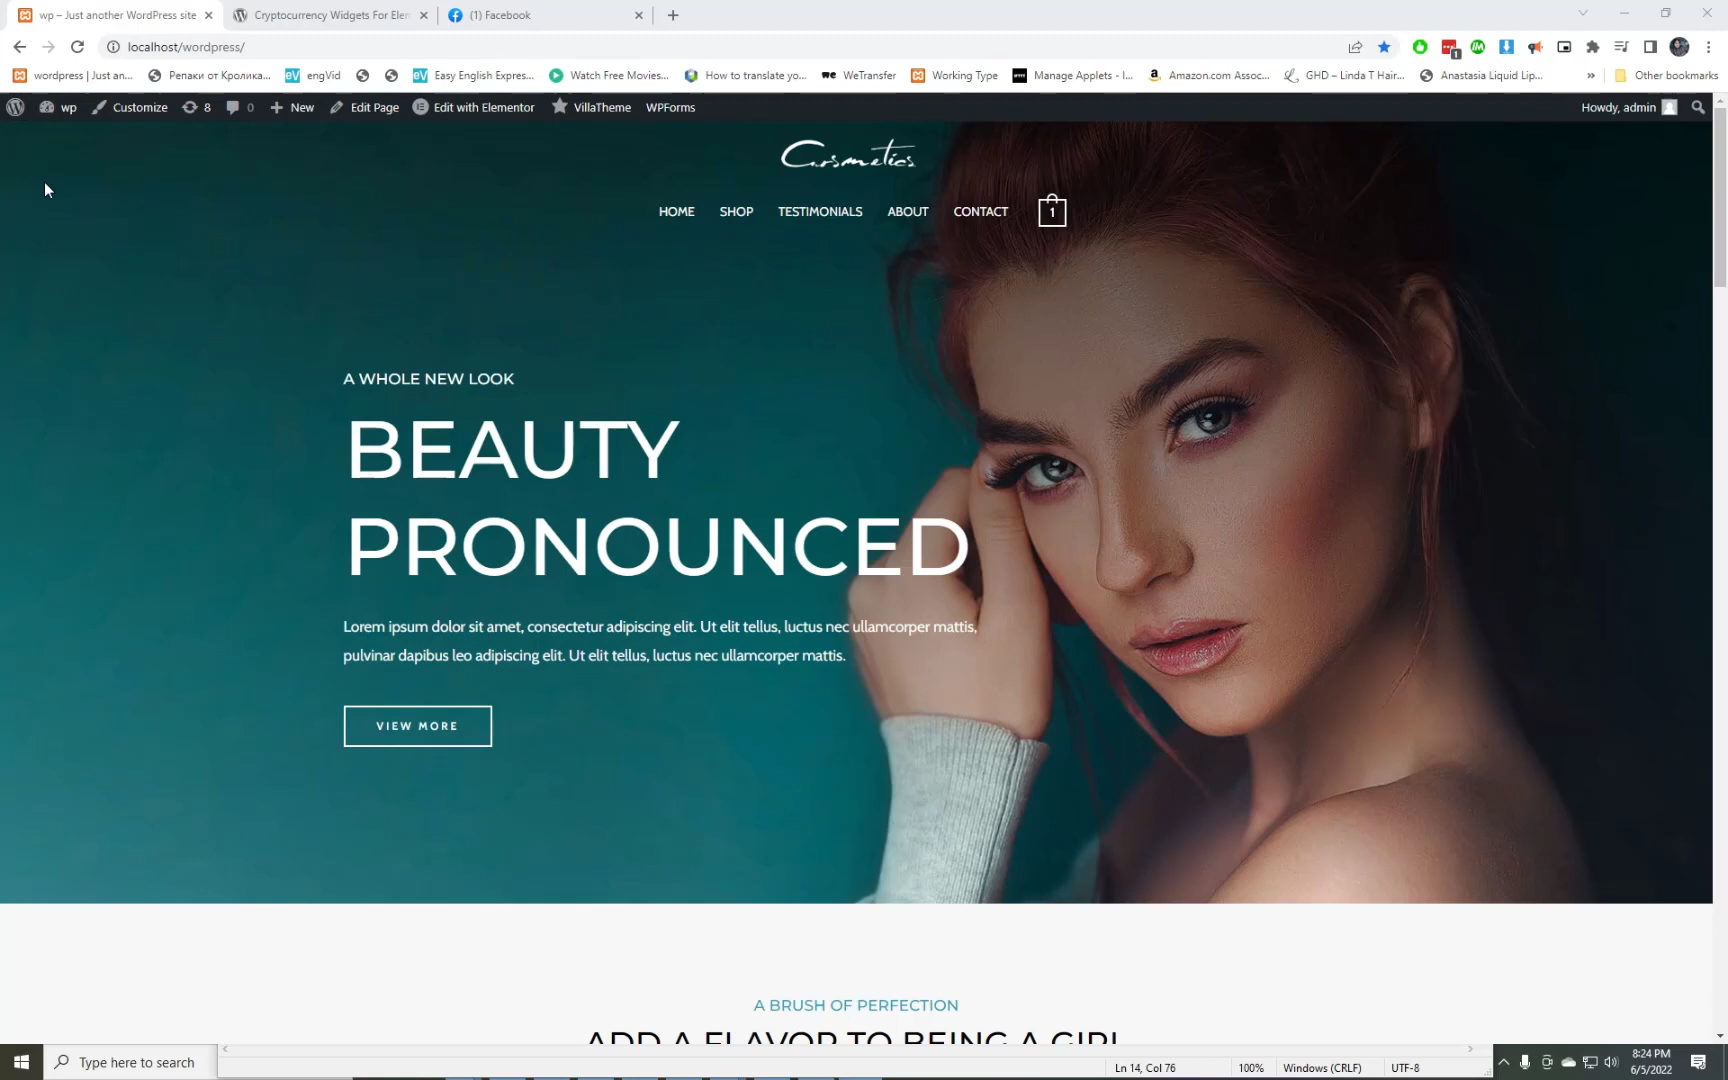 wp – Just another WordPress site
Cryptocurrency Widgets For Elem
(1) Facebook
localhost/wordpress/
wordpress | Just an...
Репаки от Кролика...
engVid
Easy English Expres...
Watch Free Movies...
How to translate yo...
WeTransfer
Working Type
Manage Applets - I...
Amazon.com Assoc...
GHD – Linda T Hair...
Anastasia Liquid Lip...
Other bookmarks
wp
Customize
8
0
New
Edit Page
Edit with Elementor
VillaTheme
WPForms
Howdy, admin
Cosmetics
HOME
SHOP
TESTIMONIALS
ABOUT
CONTACT
1
A WHOLE NEW LOOK
BEAUTY
PRONOUNCED
Lorem ipsum dolor sit amet, consectetur adipiscing elit. Ut elit tellus, luctus nec ullamcorper mattis,
pulvinar dapibus leo adipiscing elit. Ut elit tellus, luctus nec ullamcorper mattis.
VIEW MORE
A BRUSH OF PERFECTION
ADD A FLAVOR TO BEING A GIRL
Type here to search
Ln 14, Col 76
100%
Windows (CRLF)
UTF-8
8:24 PM
6/5/2022